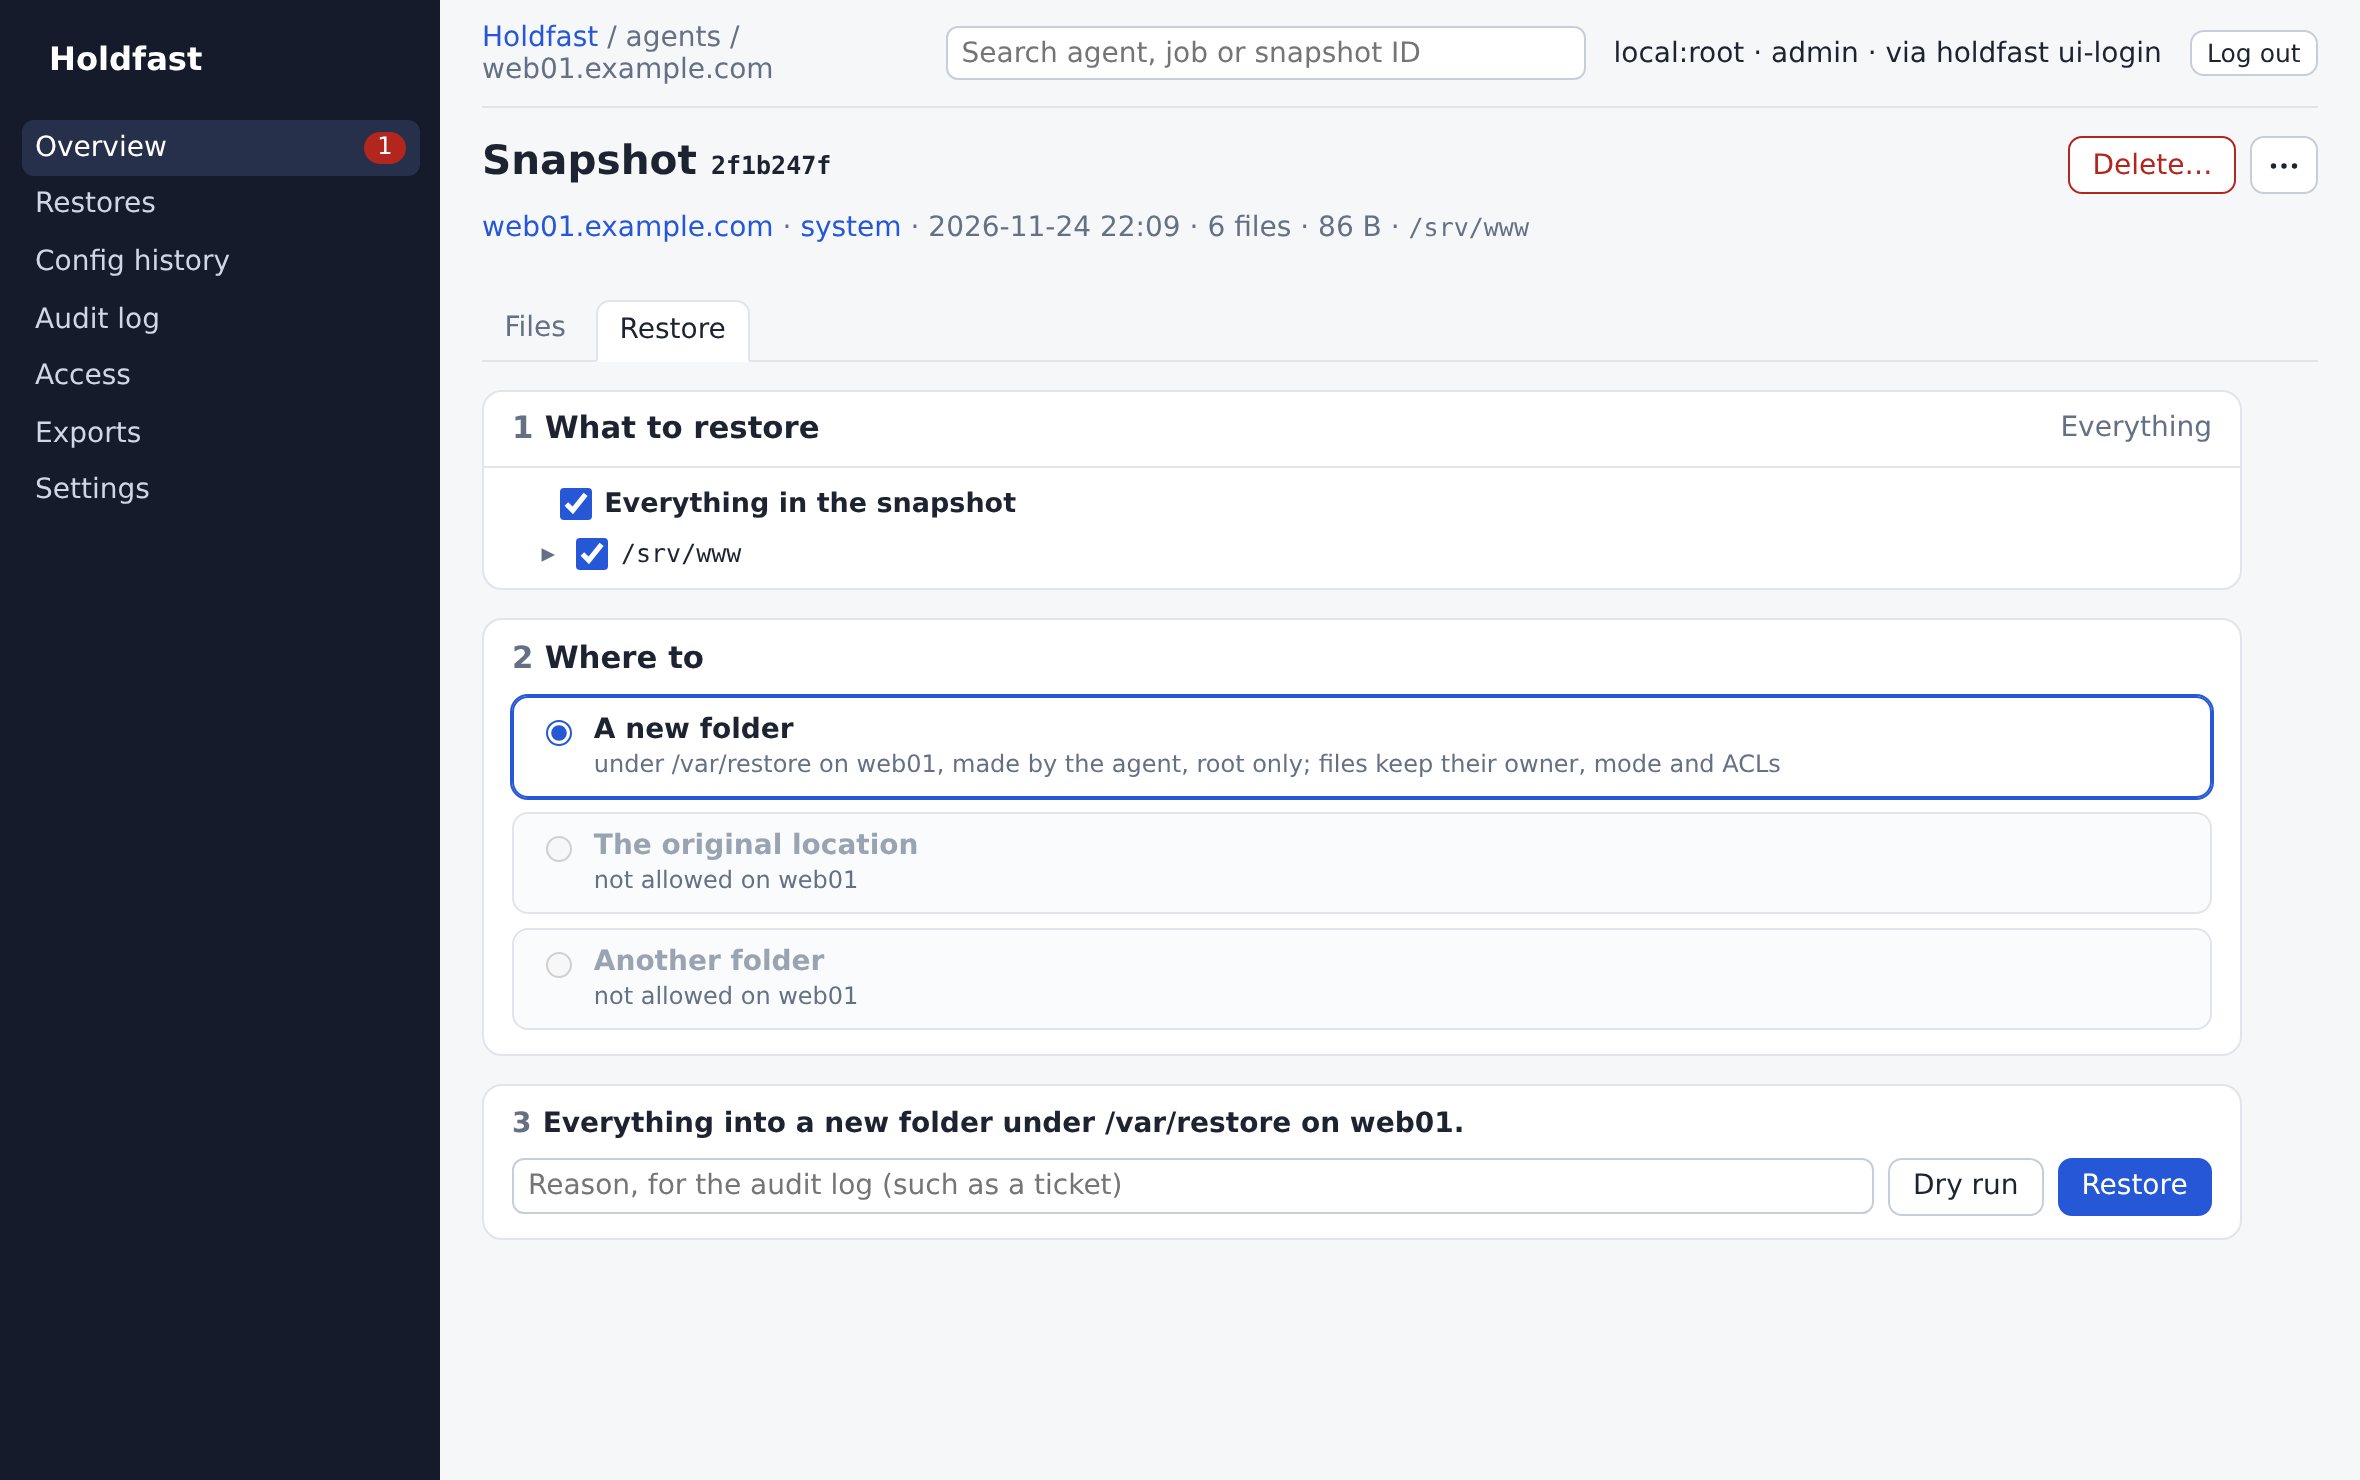 Holdfast
Overview 1
Restores
Config history
Audit log
Access
Exports
Settings
Holdfast / agents /
web01.example.com
Search agent, job or snapshot ID
local:root · admin · via holdfast ui-login
Log out
Snapshot 2f1b247f
Delete…
web01.example.com · system · 2026-11-24 22:09 · 6 files · 86 B · /srv/www
Files
Restore
1 What to restore
Everything
Everything in the snapshot
/srv/www
2 Where to
A new folder
under /var/restore on web01, made by the agent, root only; files keep their owner, mode and ACLs
The original location
not allowed on web01
Another folder
not allowed on web01
3 Everything into a new folder under /var/restore on web01.
Reason, for the audit log (such as a ticket)
Dry run
Restore